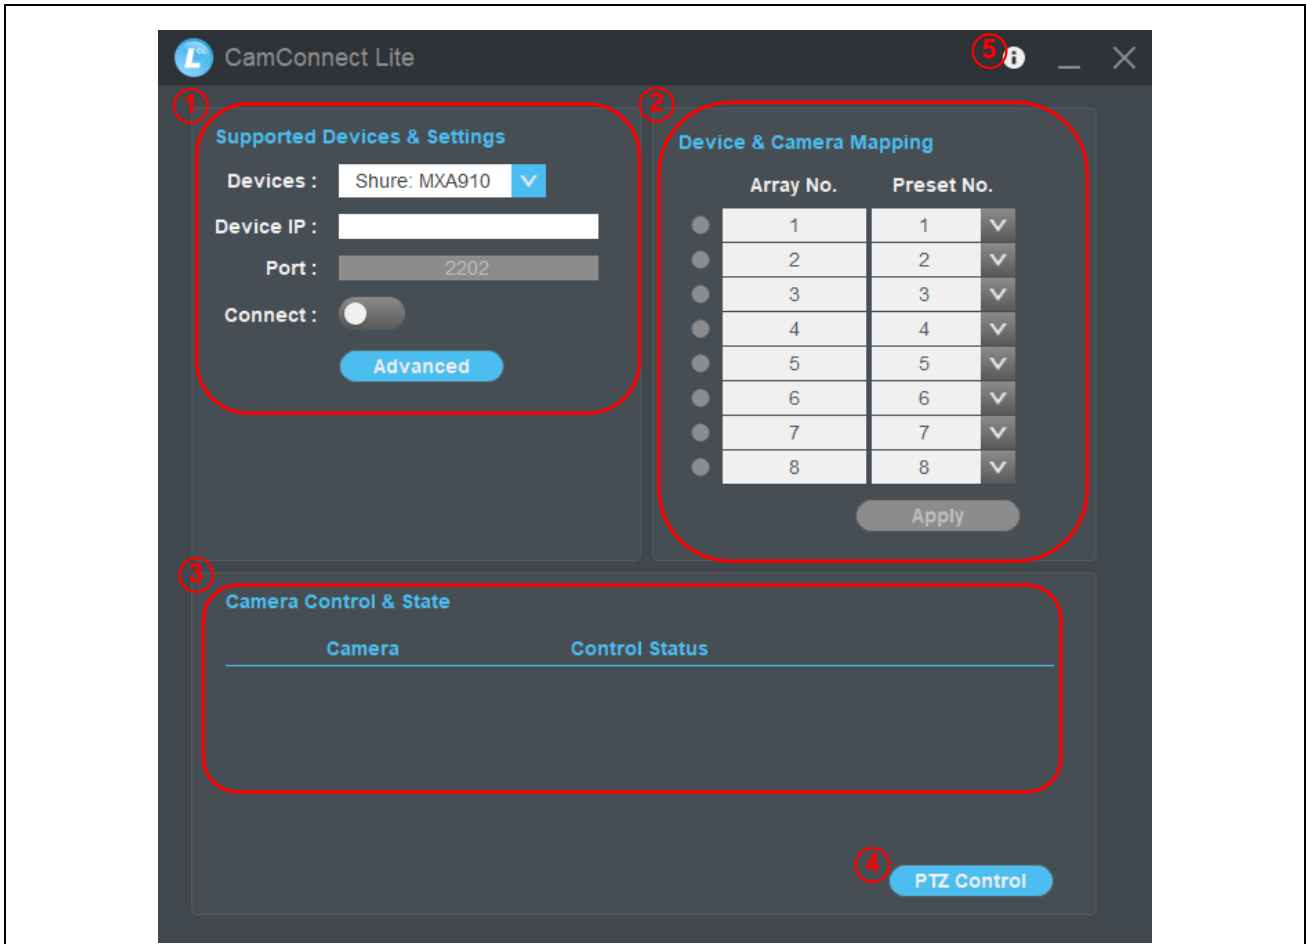 L CC CamConnect Lite ⑤ i
①
Supported Devices & Settings
Devices : Shure: MXA910
Device IP :
Port : 2202
Connect :
Advanced
②
Device & Camera Mapping
Array No. Preset No.
1 1
2 2
3 3
4 4
5 5
6 6
7 7
8 8
Apply
③
Camera Control & State
Camera Control Status
④
PTZ Control